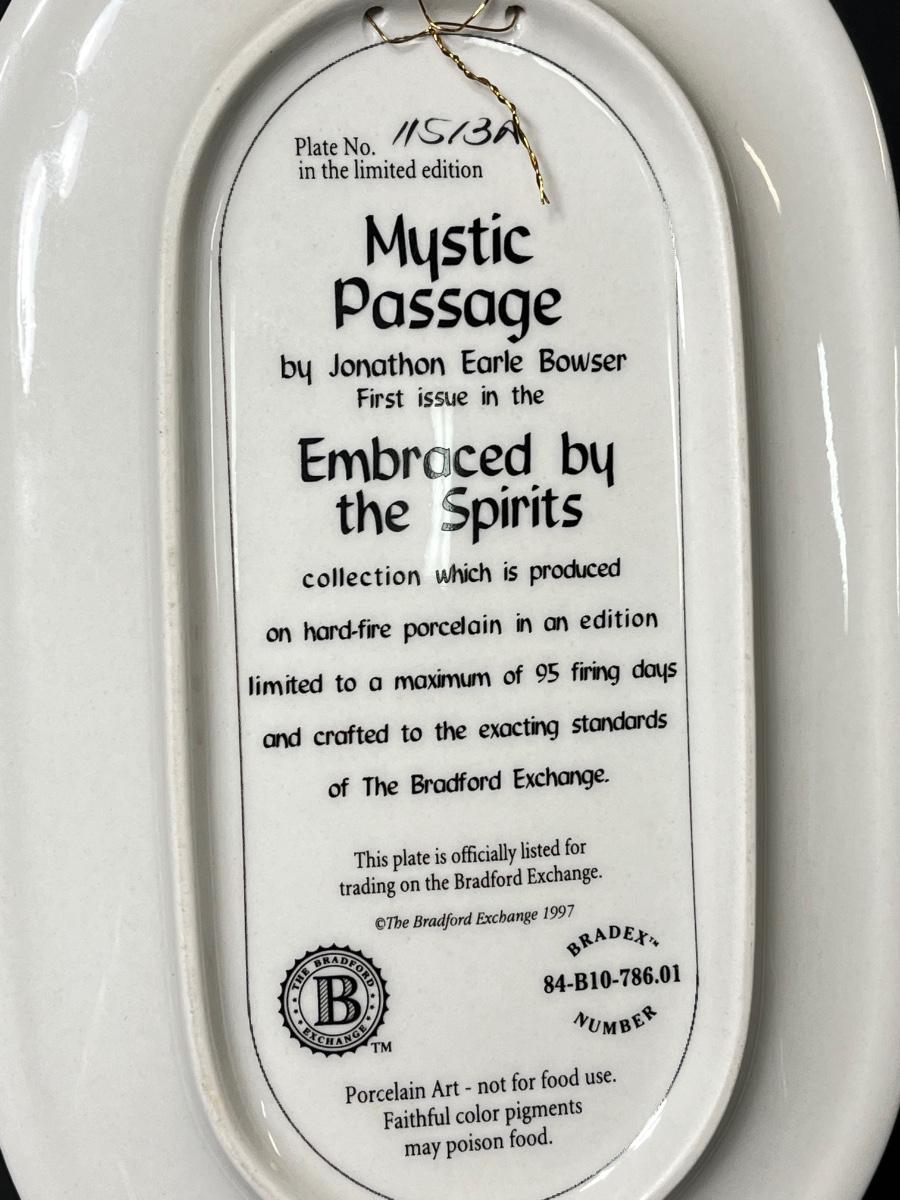 Plate No. 11513A
in the limited edition
Mystic
Passage
by Jonathon Earle Bowser
First issue in the
Embraced by
the Spirits
collection which is produced
on hard-fire porcelain in an edition
limited to a maximum of 95 firing days
and crafted to the exacting standards
of The Bradford Exchange.
This plate is officially listed for
trading on the Bradford Exchange.
©The Bradford Exchange 1997
THE BRADFORD
B
EXCHANGE
TM
BRADEX™
84-B10-786.01
NUMBER
Porcelain Art - not for food use.
Faithful color pigments
may poison food.